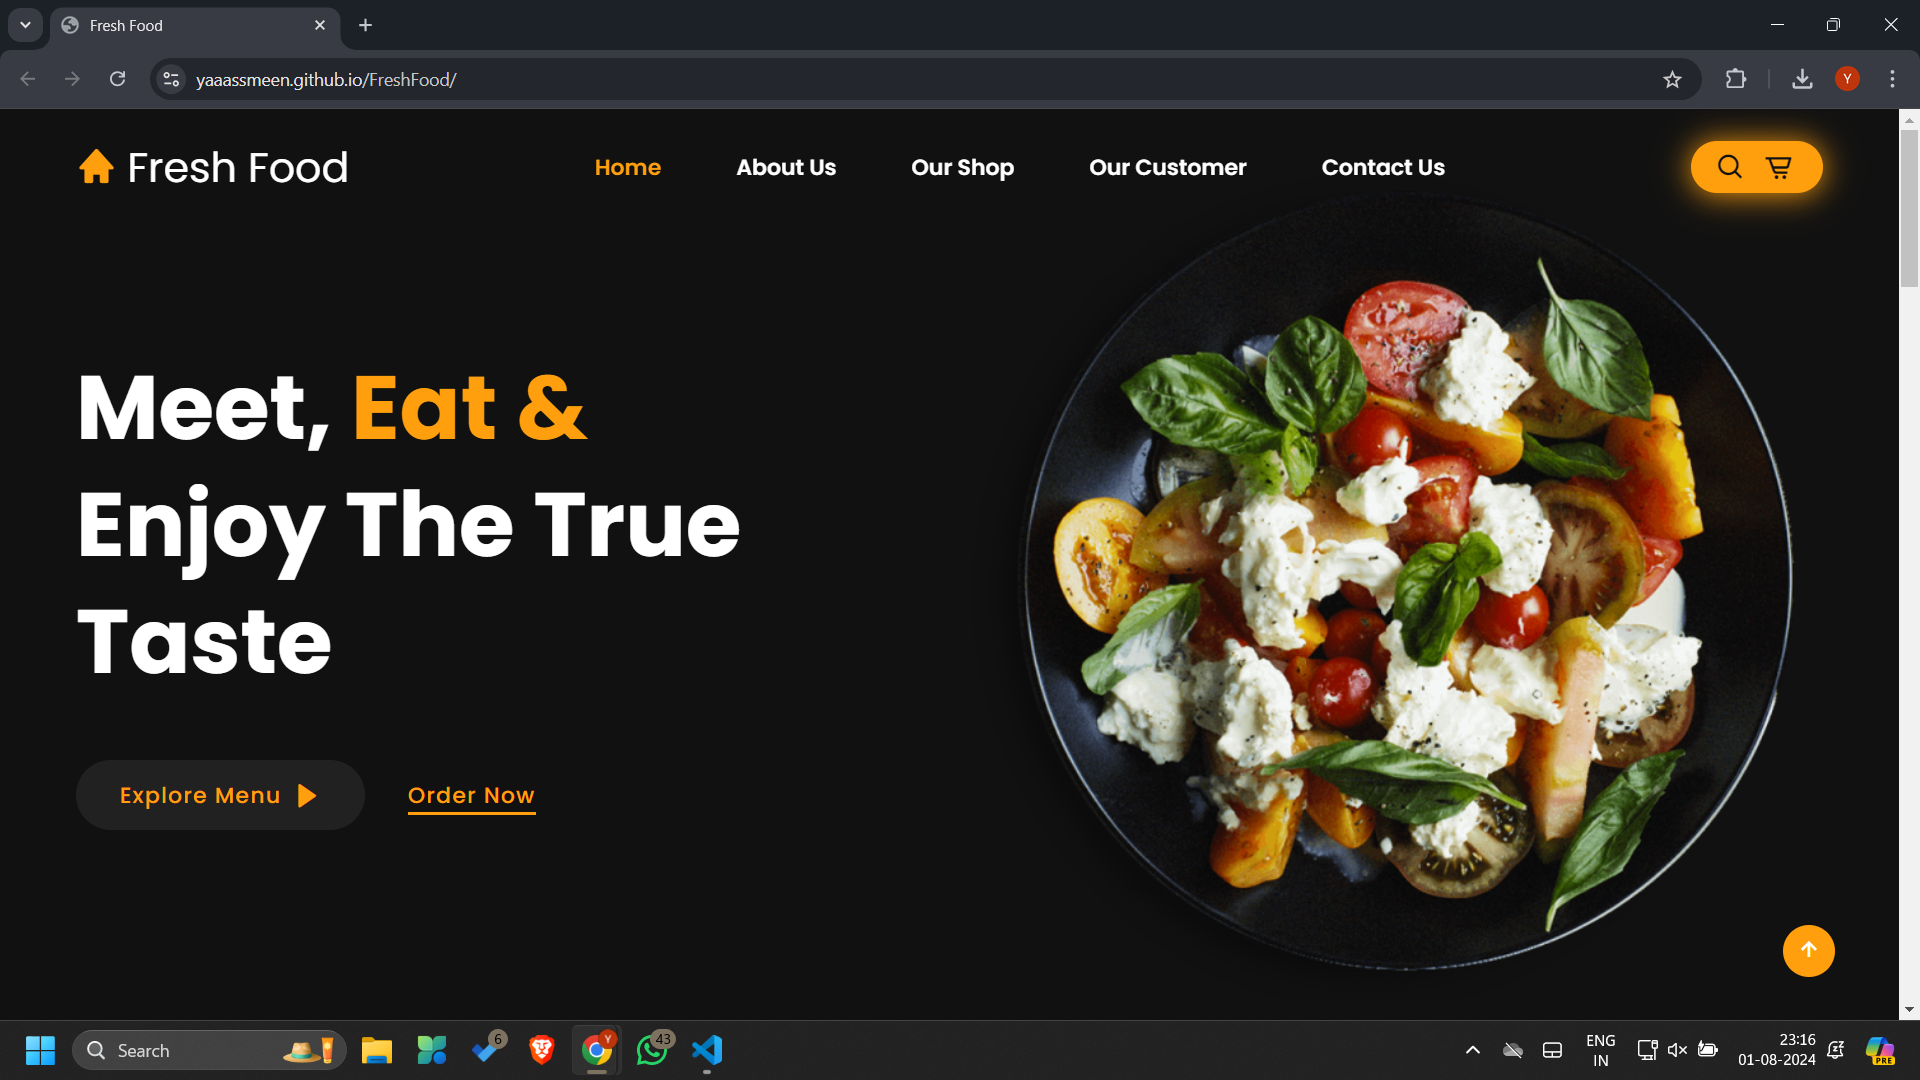 Fresh Food
yaaassmeen.github.io/FreshFood/
Y
Fresh Food
Home
About Us
Our Shop
Our Customer
Contact Us
Meet, Eat &
Enjoy The True
Taste
Explore Menu
Order Now
Search
6
Y
43
ENG
IN
23:16
01-08-2024
PRE